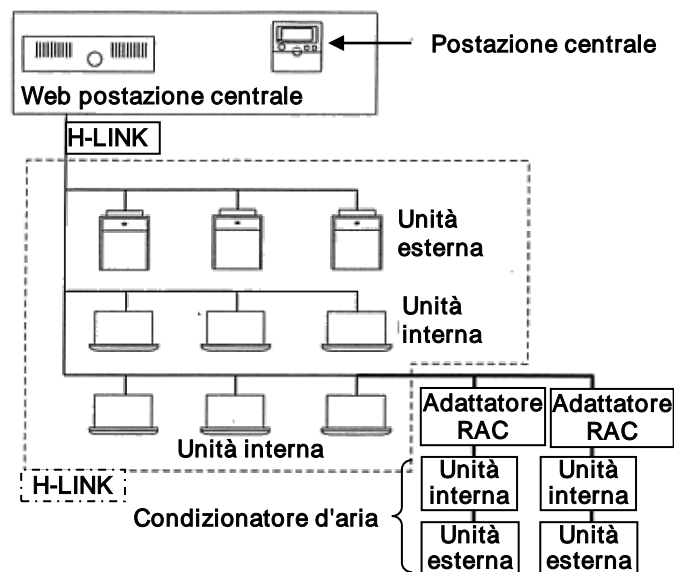 Postazione centrale
Web postazione centrale
H-LINK
Unità
esterna
Unità
interna
Adattatore
RAC
Adattatore
RAC
Unità interna
H-LINK
Unità
interna
Unità
interna
Condizionatore d'aria
Unità
esterna
Unità
esterna